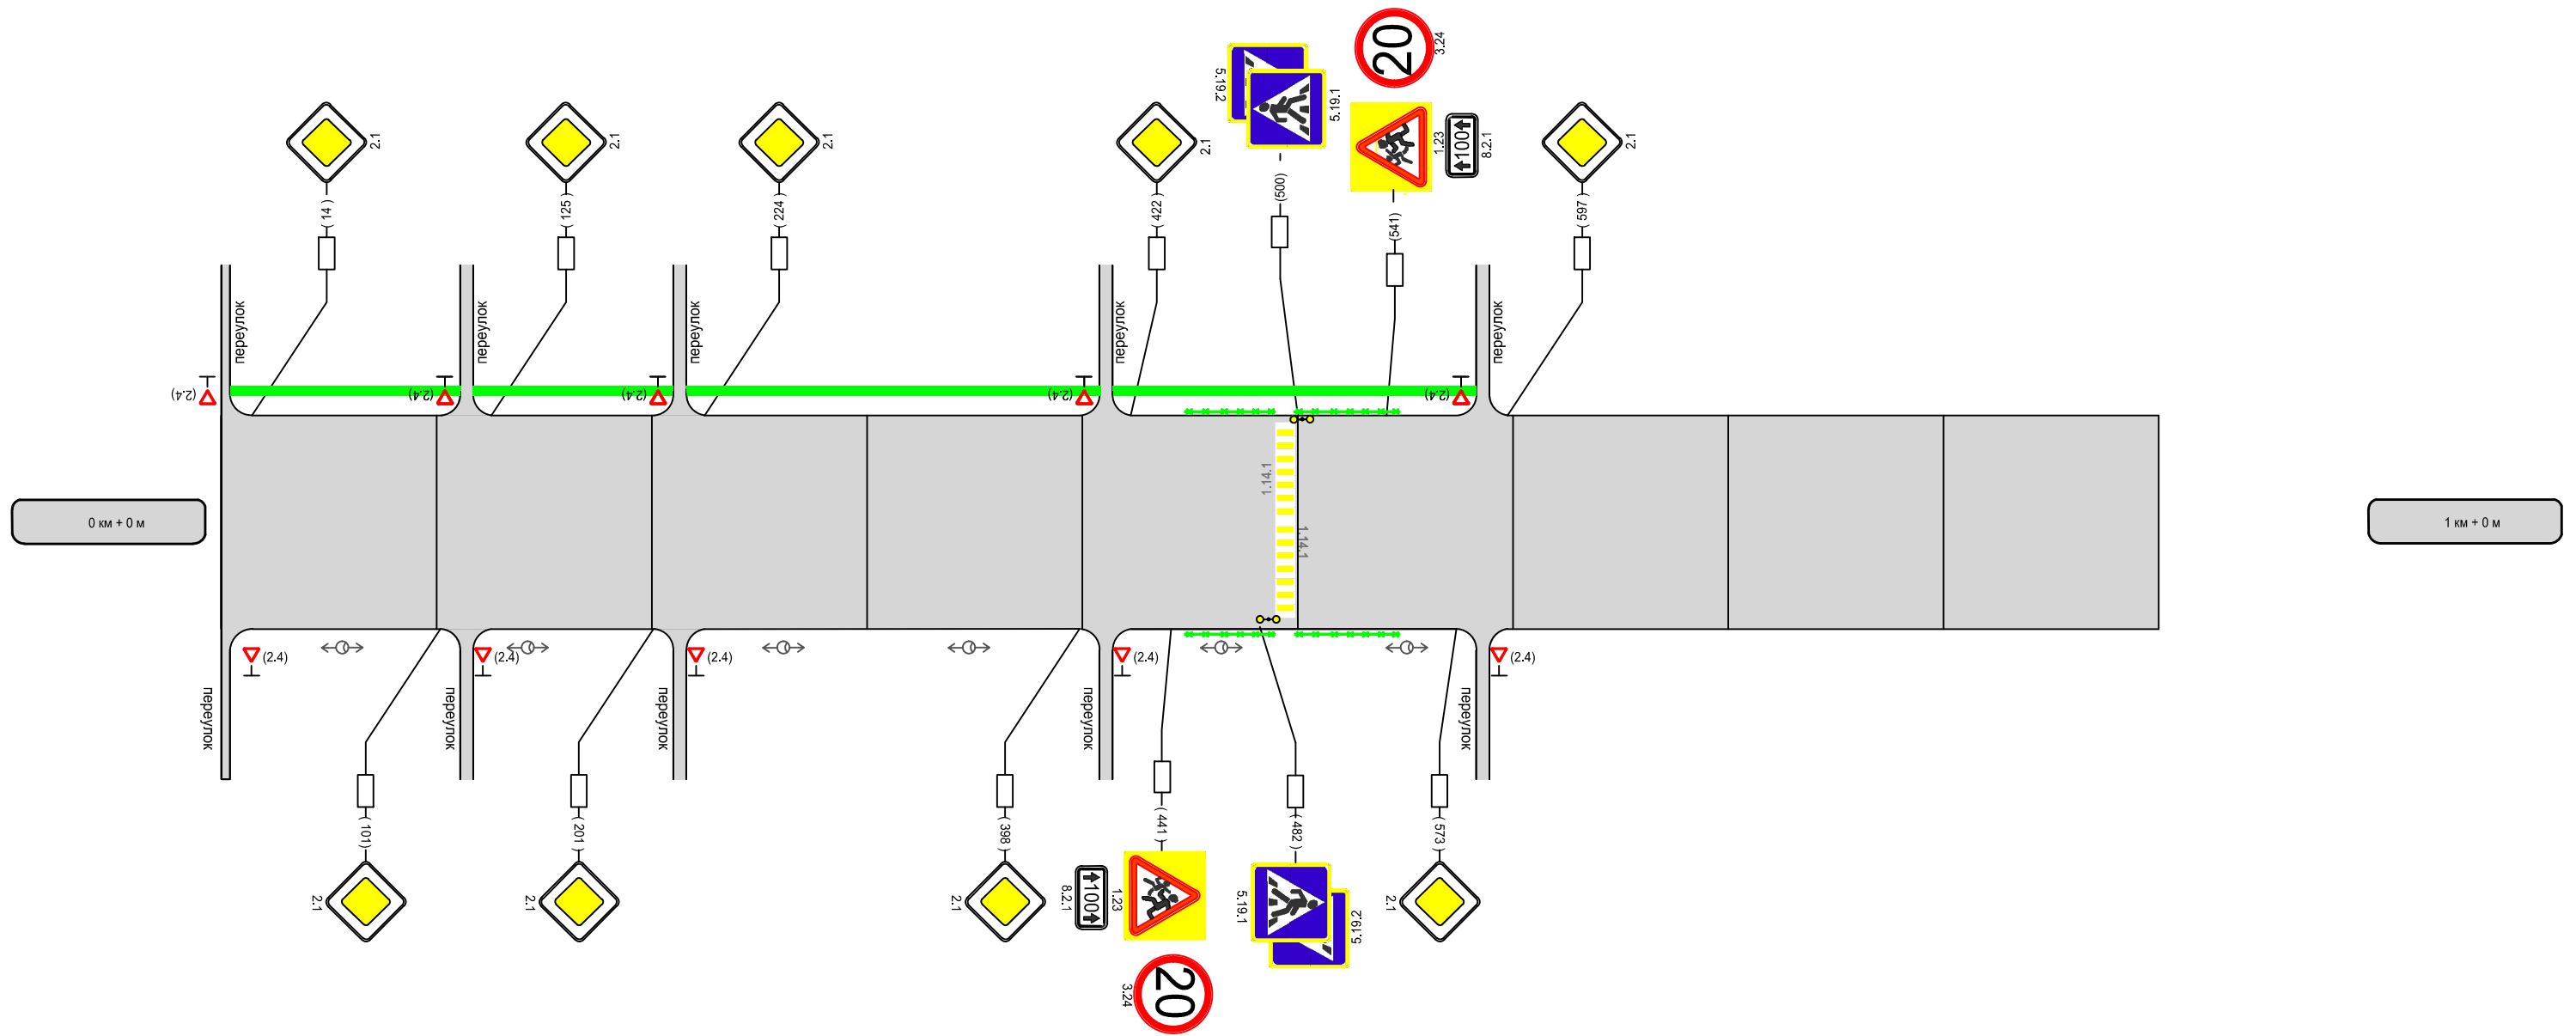 20
3.24
5.19.2
5.19.1
1.23
100
8.2.1
2.1
2.1
2.1
2.1
2.1
( 14 )
( 125 )
( 224 )
( 422 )
(500)
(541)
( 597 )
переулок
переулок
переулок
переулок
переулок
(2.4)
(2.4)
(2.4)
(2.4)
(2.4)
1.14.1
0 км + 0 м
1 км + 0 м
1.14.1
(2.4)
(2.4)
(2.4)
(2.4)
(2.4)
переулок
переулок
переулок
переулок
переулок
( 101)
( 201 )
( 398 )
( 441 )
( 482 )
( 573 )
2.1
2.1
2.1
8.2.1
100
1.23
5.19.1
5.19.2
2.1
3.24
20